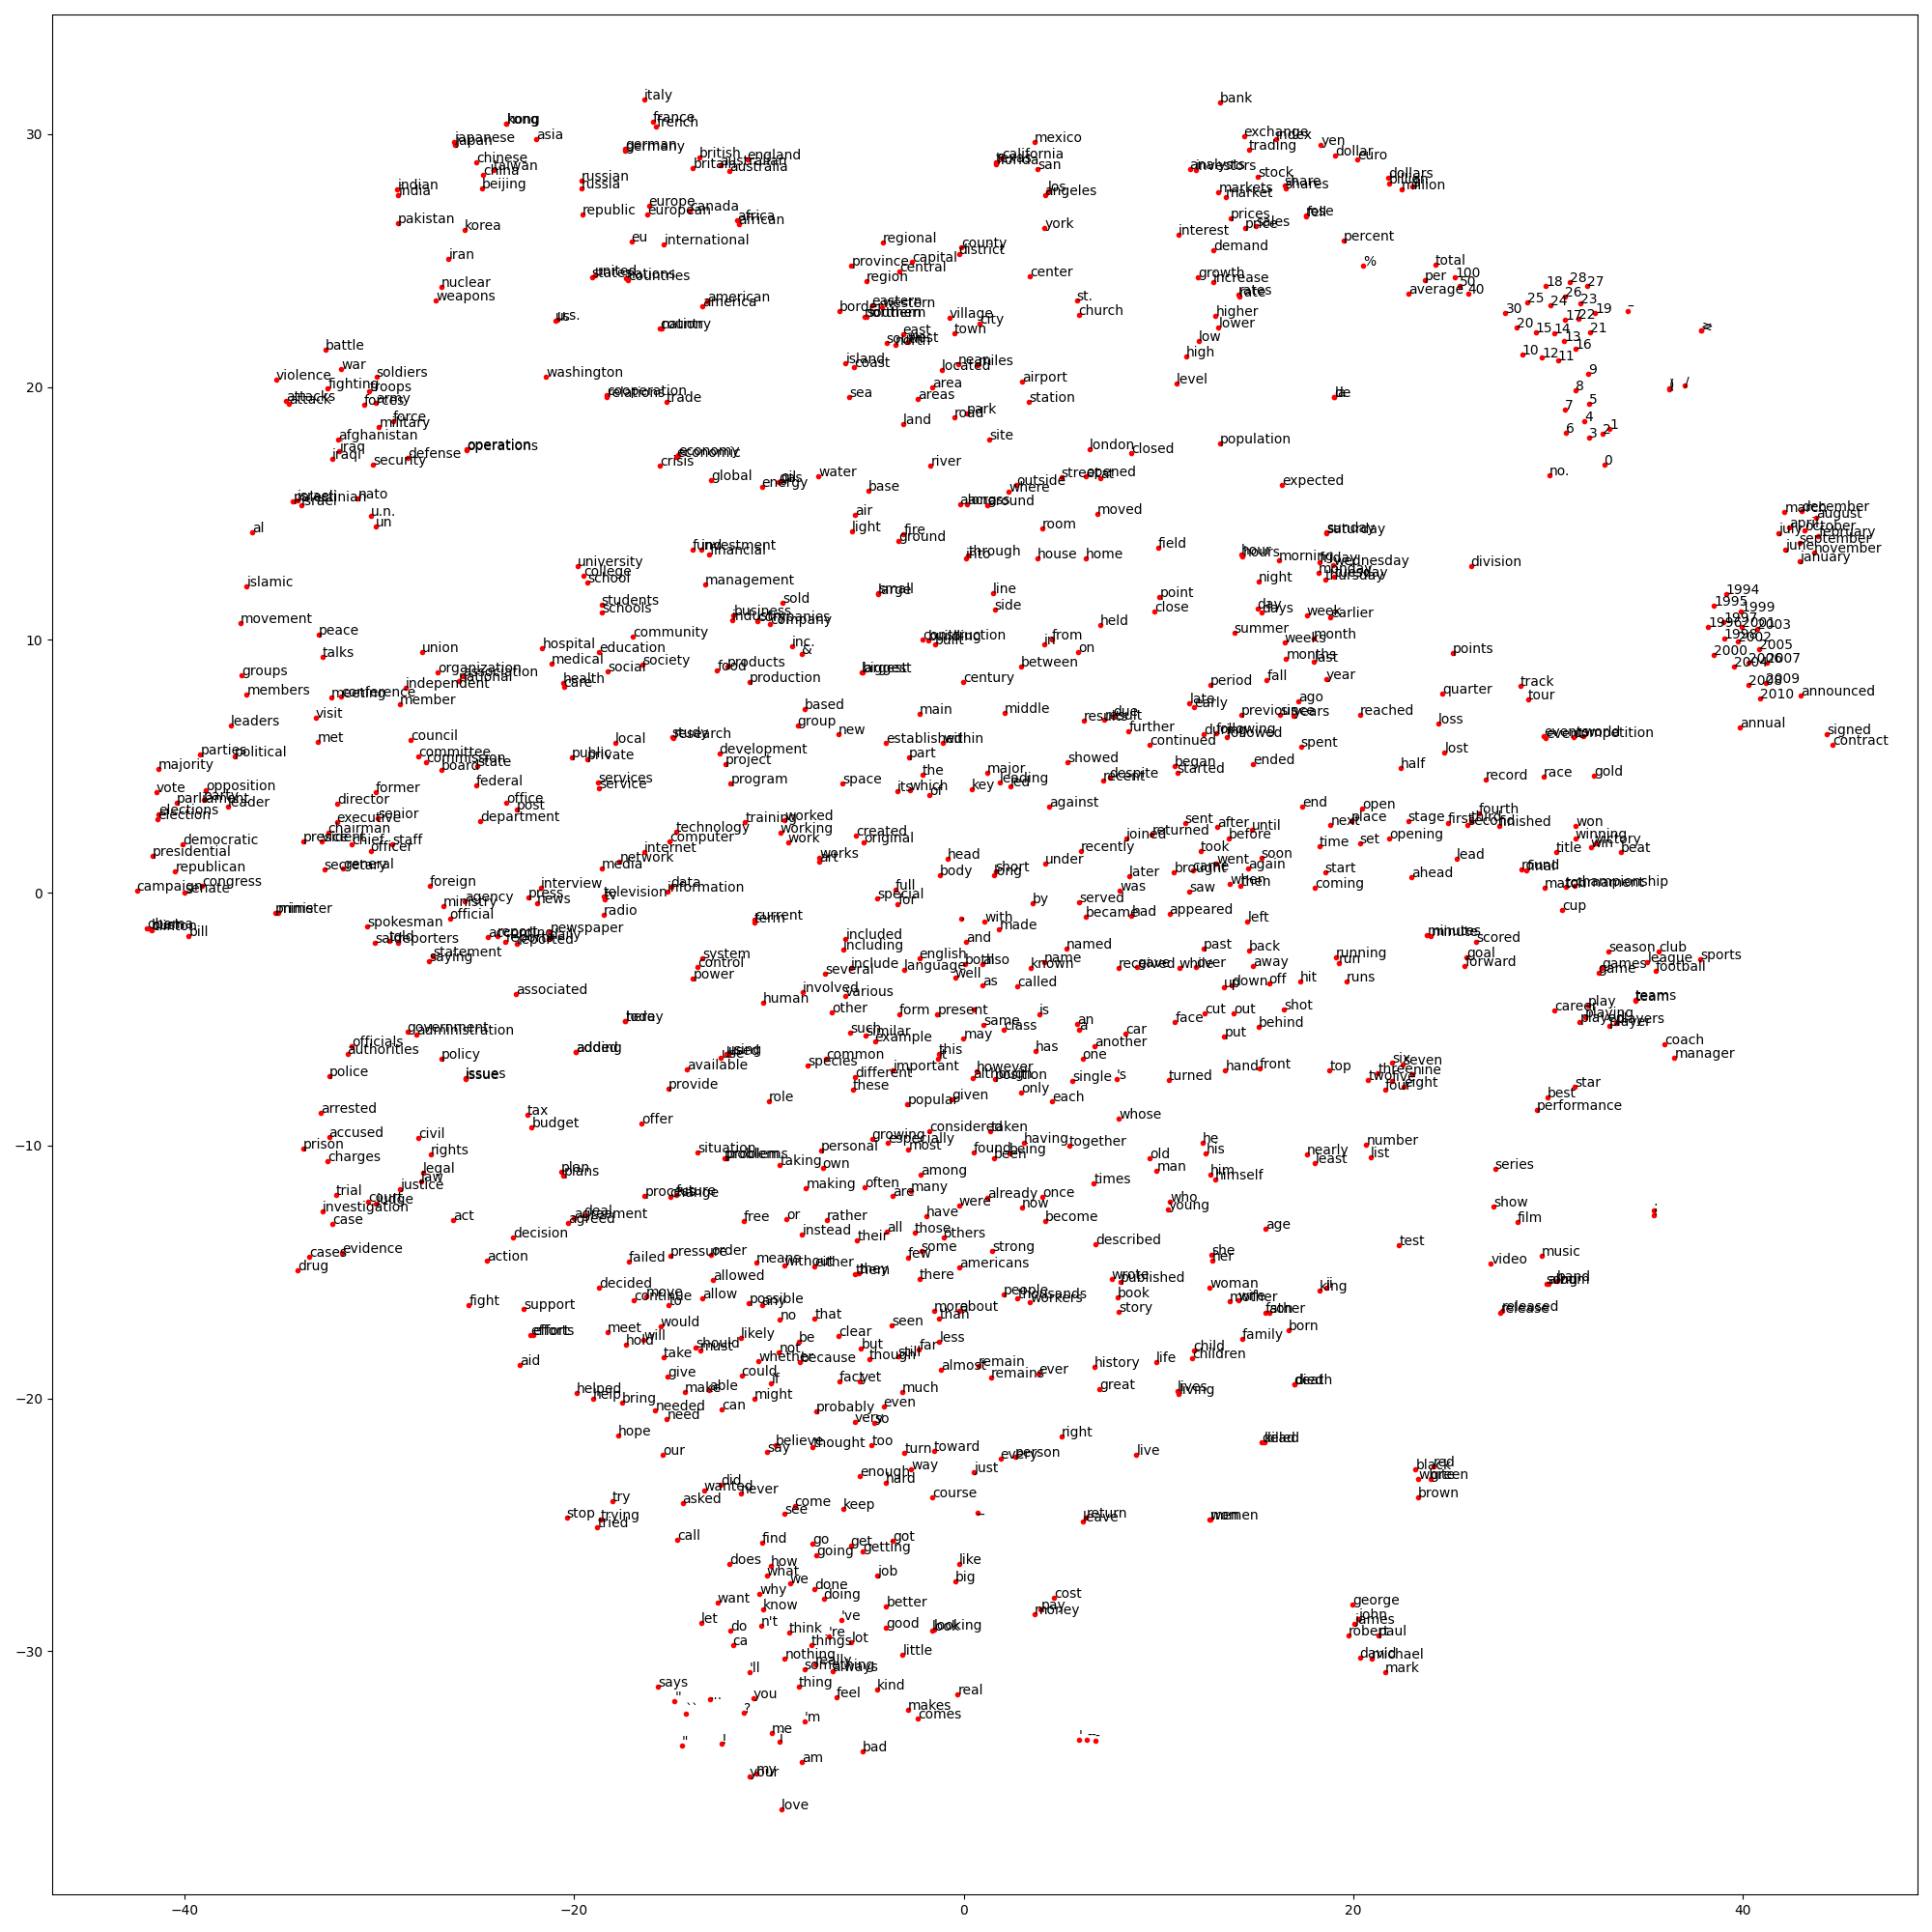 italy
bank
kong
france
french
japanese
japan
asia
exchange
index
trading
mexico
yen
german
germany
british
england
california
dollar
euro
chinese
taiwan
china
australia
san
analysts
investors
stock
dollars
indian
india
beijing
russian
russia
los
angeles
markets
market
share
shares
billion
million
republic
europe
european
canada
africa
african
pakistan
korea
york
prices
price
sales
rose
fell
eu
international
regional
county
district
interest
demand
percent
iran
province
capital
central
region
center
%
total
nuclear
weapons
united
states
nations
countries
growth
increase
per
100
50
40
average
american
america
border
eastern
western
st.
church
rates
rate
18
28
27
25
24
26
23
19
30
17
22
20
15
14
21
13
16
10
12
11
u.s.
country
southern
village
city
town
higher
lower
low
high
battle
east
north
island
coast
near
miles
located
war
violence
fighting
soldiers
troops
washington
cooperation
relations
trade
sea
area
areas
airport
station
level
9
8
7
5
4
6
3
2
1
0
no.
attacks
attack
forces
army
force
military
afghanistan
iraq
iraqi
security
defense
operations
land
road
park
site
london
closed
population
economy
economic
crisis
global
energy
water
river
street
opened
outside
where
base
expected
israel
palestinian
nato
u.n.
un
al
air
light
fire
ground
room
moved
sunday
saturday
march
december
august
april
october
july
february
june
september
november
january
fund
investment
financial
through
into
house
home
field
hour
hours
morning
friday
wednesday
monday
thursday
division
university
college
school
islamic
management
small
large
line
side
night
point
close
students
schools
business
companies
company
sold
day
days
week
earlier
1994
1995
1999
1996
1997
2001
2003
1998
2002
2005
2000
2004
2006
2007
2008
2009
2010
announced
movement
peace
talks
community
held
summer
weeks
month
months
last
union
hospital
medical
education
society
social
inc.
&
built
construction
from
in
on
between
points
groups
members
organization
association
national
independent
member
health
care
food
products
production
largest
biggest
century
period
fall
year
track
tour
quarter
meeting
conference
visit
met
leaders
based
group
main
middle
new
late
early
ago
previous
since
years
reached
results
result
due
further
during
following
followed
loss
annual
signed
contract
council
committee
commission
board
state
local
public
private
study
research
development
project
program
established
within
part
continued
spent
lost
events
event
world
competition
parties
political
majority
federal
services
service
space
the
its
which
of
major
leading
led
key
showed
despite
recent
began
started
ended
half
record
race
gold
vote
opposition
party
parliament
leader
elections
election
former
director
office
post
senior
executive
department
chairman
president
vice
chief
staff
officer
training
worked
working
work
created
original
against
end
open
place
next
fourth
third
second
first
finished
stage
opening
set
won
winning
victory
win
title
beat
democratic
presidential
republican
secretary
general
technology
computer
internet
network
media
works
art
head
body
short
long
under
recently
joined
returned
sent
after
until
before
time
took
went
came
soon
again
brought
start
coming
ahead
lead
round
final
match
tournament
championship
cup
campaign
congress
senate
foreign
agency
ministry
official
interview
press
news
television
tv
radio
data
information
full
special
for
by
later
was
saw
when
then
served
became
had
appeared
left
minister
prime
obama
clinton
bill
spokesman
said
told
reporters
according
report
reported
newspaper
daily
current
term
with
made
statement
saying
system
control
power
included
including
include
several
english
language
and
both
also
well
as
named
name
known
called
received
gave
while
past
over
back
away
running
run
runs
minutes
minute
scored
goal
forward
season
club
games
game
league
football
sports
associated
human
involved
various
other
form
present
up
down
off
hit
teams
team
career
play
playing
played
players
player
coach
manager
today
here
such
similar
example
same
class
may
is
an
a
car
another
face
cut
out
shot
behind
put
government
administration
officials
authorities
policy
police
issues
issue
adding
added
using
used
use
available
provide
species
common
different
these
important
this
it
however
although
has
one
only
single
each
's
turned
hand
front
top
six
seven
three
nine
two
five
four
eight
star
best
performance
arrested
tax
budget
role
offer
popular
given
whose
accused
civil
prison
charges
rights
legal
law
justice
situation
problems
problem
growing
especially
considered
taken
personal
taking
own
most
found
being
been
having
together
old
man
he
his
him
himself
nearly
least
number
list
series
plan
plans
trial
court
judge
investigation
case
process
future
change
making
often
are
many
among
were
already
now
once
become
times
who
young
show
film
;
:
act
deal
agreement
agreed
decision
free
or
rather
instead
their
all
have
those
others
age
test
cases
evidence
drug
action
failed
pressure
order
means
without
either
they
them
few
some
there
strong
americans
described
she
her
video
music
band
album
song
decided
allowed
allow
continue
move
to
possible
any
wrote
published
book
story
people
thousands
workers
woman
mother
wife
king
ii
father
son
released
release
fight
support
efforts
effort
aid
meet
hold
will
would
should
must
likely
no
that
not
be
clear
seen
more
about
than
less
born
family
take
give
whether
because
but
though
still
far
almost
remain
remains
ever
history
life
child
children
helped
help
bring
make
able
could
if
fact
yet
great
lives
living
death
died
needed
need
can
might
probably
much
even
very
so
hope
our
believe
say
thought
too
turn
toward
every
person
right
live
killed
dead
did
wanted
never
enough
way
hard
just
black
red
white
green
brown
try
asked
come
see
keep
course
stop
trying
tried
return
leave
women
men
call
find
go
going
get
getting
got
does
how
what
we
job
like
big
want
why
know
done
doing
better
cost
pay
money
george
john
james
robert
paul
david
michael
mark
let
do
n't
ca
think
've
're
things
lot
good
looking
look
little
nothing
something
really
always
'll
says
you
thing
feel
kind
real
makes
comes
?
'm
me
!
i
am
bad
my
your
love
30
20
10
0
−10
−20
−30
−40
−20
0
20
40